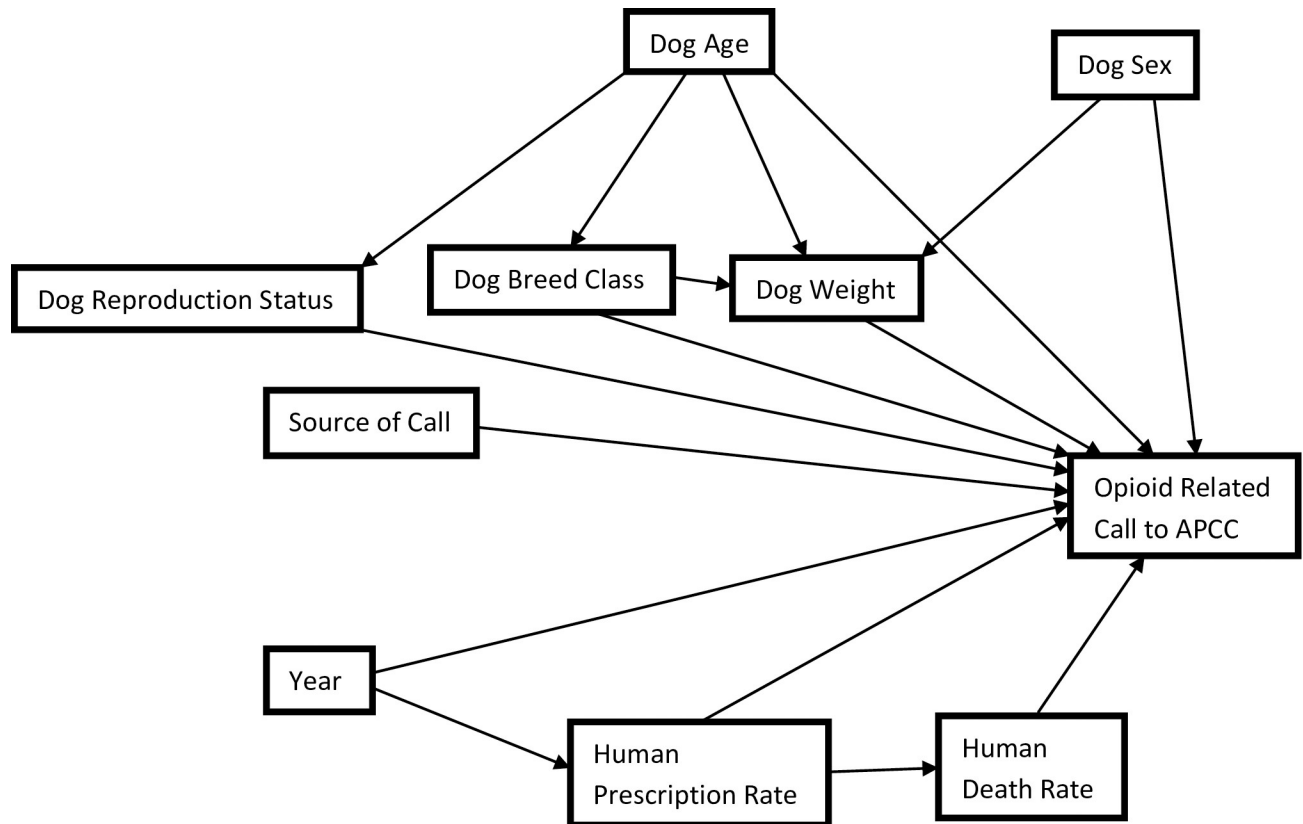 Dog Age
Dog Sex
Dog Breed Class
Dog Weight
Dog Reproduction Status
Source of Call
Opioid Related
Call to APCC
Year
Human
Prescription Rate
Human
Death Rate